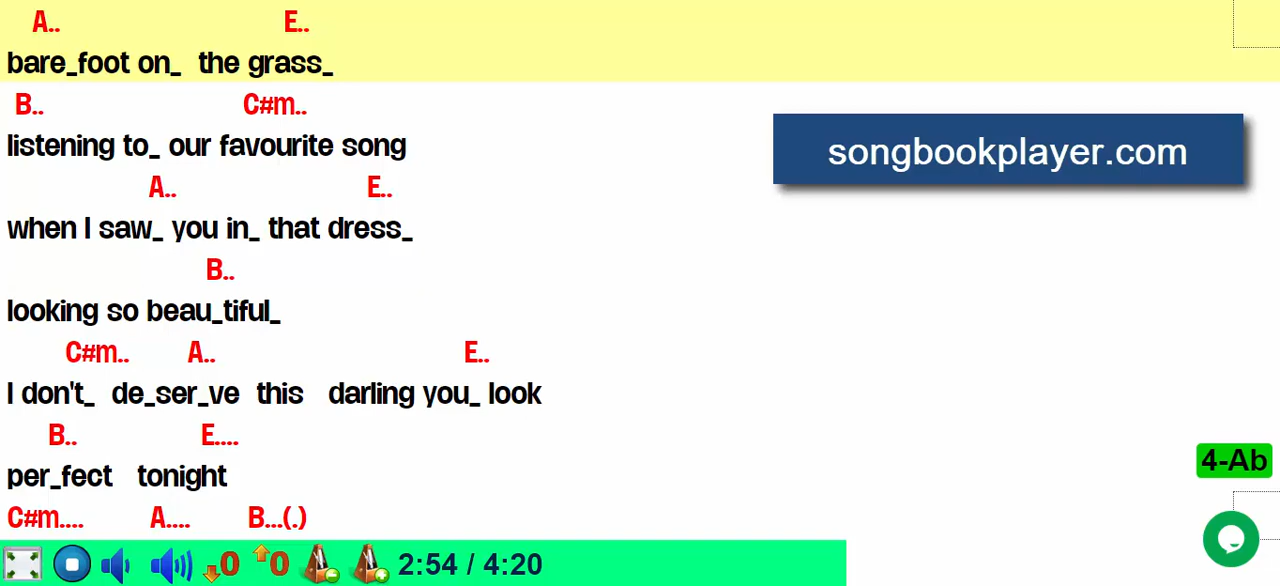 A.. E..
bare_foot on_ the grass_
B.. C#m..
listening to_ our favourite song
songbookplayer.com
A.. E..
when I saw_ you in_ that dress_
B..
looking so beau_tiful_
C#m.. A.. E..
I don't_ de_ser_ve this darling you_ look
B.. E....
per_fect tonight
4-Ab
C#m.... A.... B...(.)
0 0 2:54 / 4:20